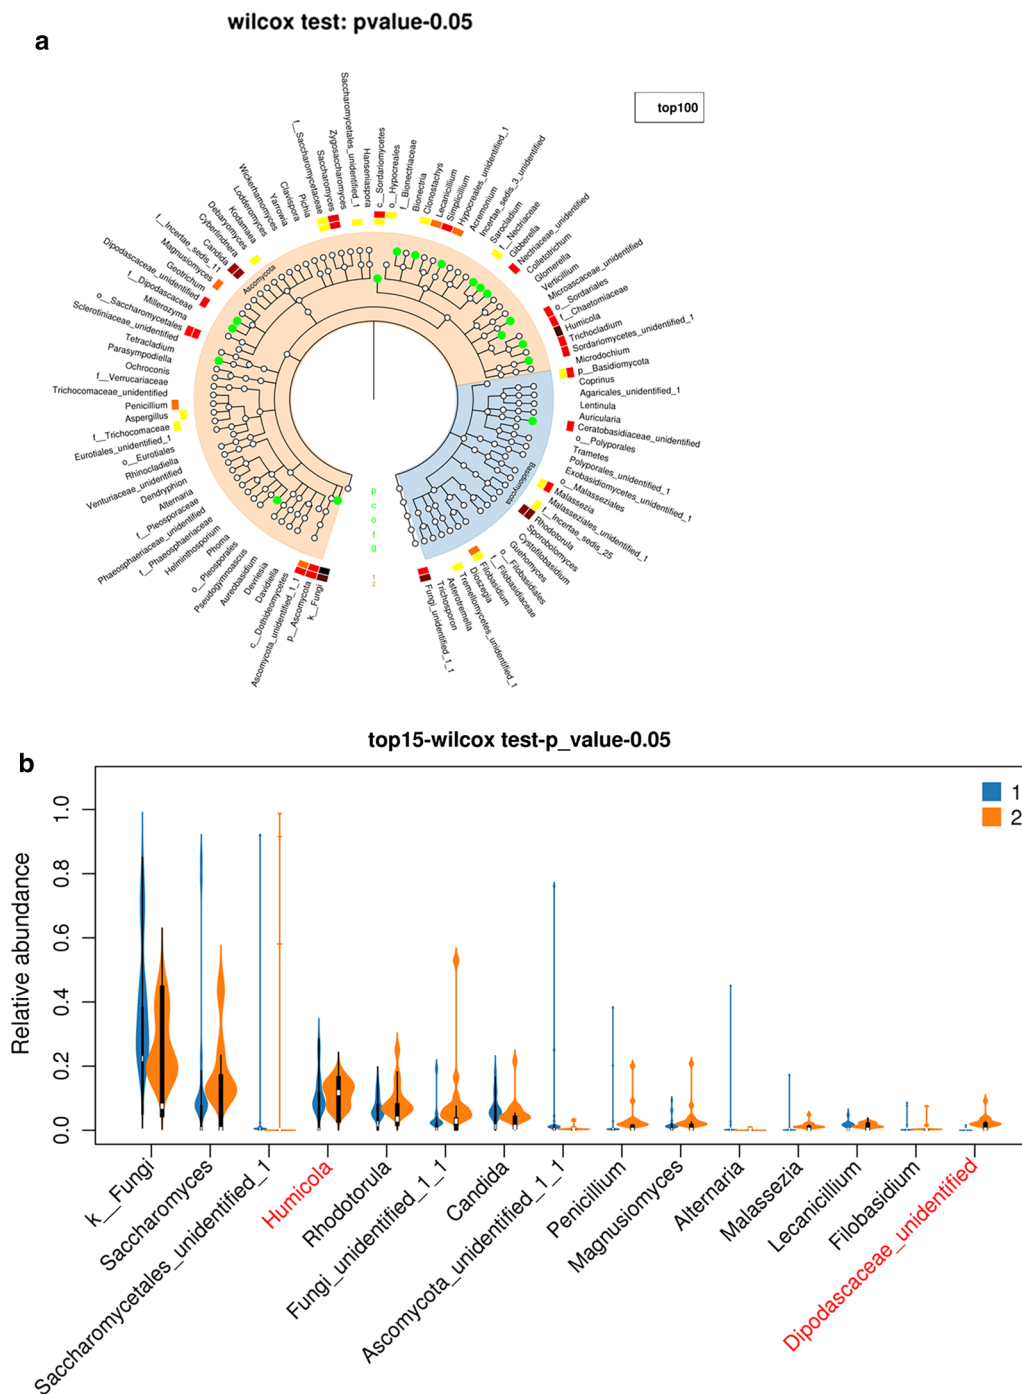 wilcox test: pvalue-0.05
a
top100
Saccharomycetales_unidentified_1
Zygosaccharomyces
Saccharomyces
f__Saccharomycetaceae
Pichia
Clavispora
Yarrowia
Wickerhamomyces
Kodamaea
Lodderomyces
Debaryomyces
Cyberlindnera
Candida
f__Incertae_sedis_11
Magnusiomyces
Geotrichum
Dipodascaceae_unidentified
f__Dipodascaceae
Millerozyma
o__Saccharomycetales
Sclerotiniaceae_unidentified
Tetracladium
Parasympodiella
Ochroconis
f__Verrucariaceae
Trichocomaceae_unidentified
Penicillium
Aspergillus
f__Trichocomaceae
Eurotiales_unidentified_1
o__Eurotiales
Rhinocladiella
Venturiaceae_unidentified
Dendryphion
Alternaria
f__Pleosporaceae
Phaeosphaeriaceae_unidentified
f__Phaeosphaeriaceae
Helminthosporium
Phoma
o__Pleosporales
Pseudogymnoascus
Aureobasidium
Devriesia
Davidiella
c__Dothideomycetes
Ascomycota_unidentified_1_1
p__Ascomycota
k__Fungi
Hanseniaspora
c__Sordariomycetes
o__Hypocreales
f__Bionectriaceae
Bionectria
Clonostachys
Lecanicillium
Simplicillium
Hypocreales_unidentified_1
Acremonium
Incertae_sedis_3_unidentified
Sarocladium
f__Nectriaceae
Gibberella
Nectriaceae_unidentified
Colletotrichum
Glomerella
Verticillium
Microascaceae_unidentified
o__Sordariales
f__Chaetomiaceae
Humicola
Trichocladium
Sordariomycetes_unidentified_1
Microdochium
p__Basidiomycota
Coprinus
Agaricales_unidentified_1
Lentinula
Auricularia
Ceratobasidiaceae_unidentified
o__Polyporales
Trametes
Polyporales_unidentified_1
Exobasidiomycetes_unidentified_1
o__Malasseziales
Malassezia
Malasseziales_unidentified_1
f__Incertae_sedis_25
Rhodotorula
Sporobolomyces
Cystofilobasidium
Guehomyces
o__Filobasidiales
f__Filobasidiaceae
Filobasidium
Dioszegia
Tremellomycetes_unidentified_1
Asterotremella
Trichosporon
Fungi_unidentified_1_1
Ascomycota
Basidiomycota
p
c
o
f
g
1
2
top15-wilcox test-p_value-0.05
b
1
2
Relative abundance
1.0
0.8
0.6
0.4
0.2
0.0
k__Fungi
Saccharomyces
Saccharomycetales_unidentified_1
Humicola
Rhodotorula
Fungi_unidentified_1_1
Candida
Ascomycota_unidentified_1_1
Penicillium
Magnusiomyces
Alternaria
Malassezia
Lecanicillium
Filobasidium
Dipodascaceae_unidentified